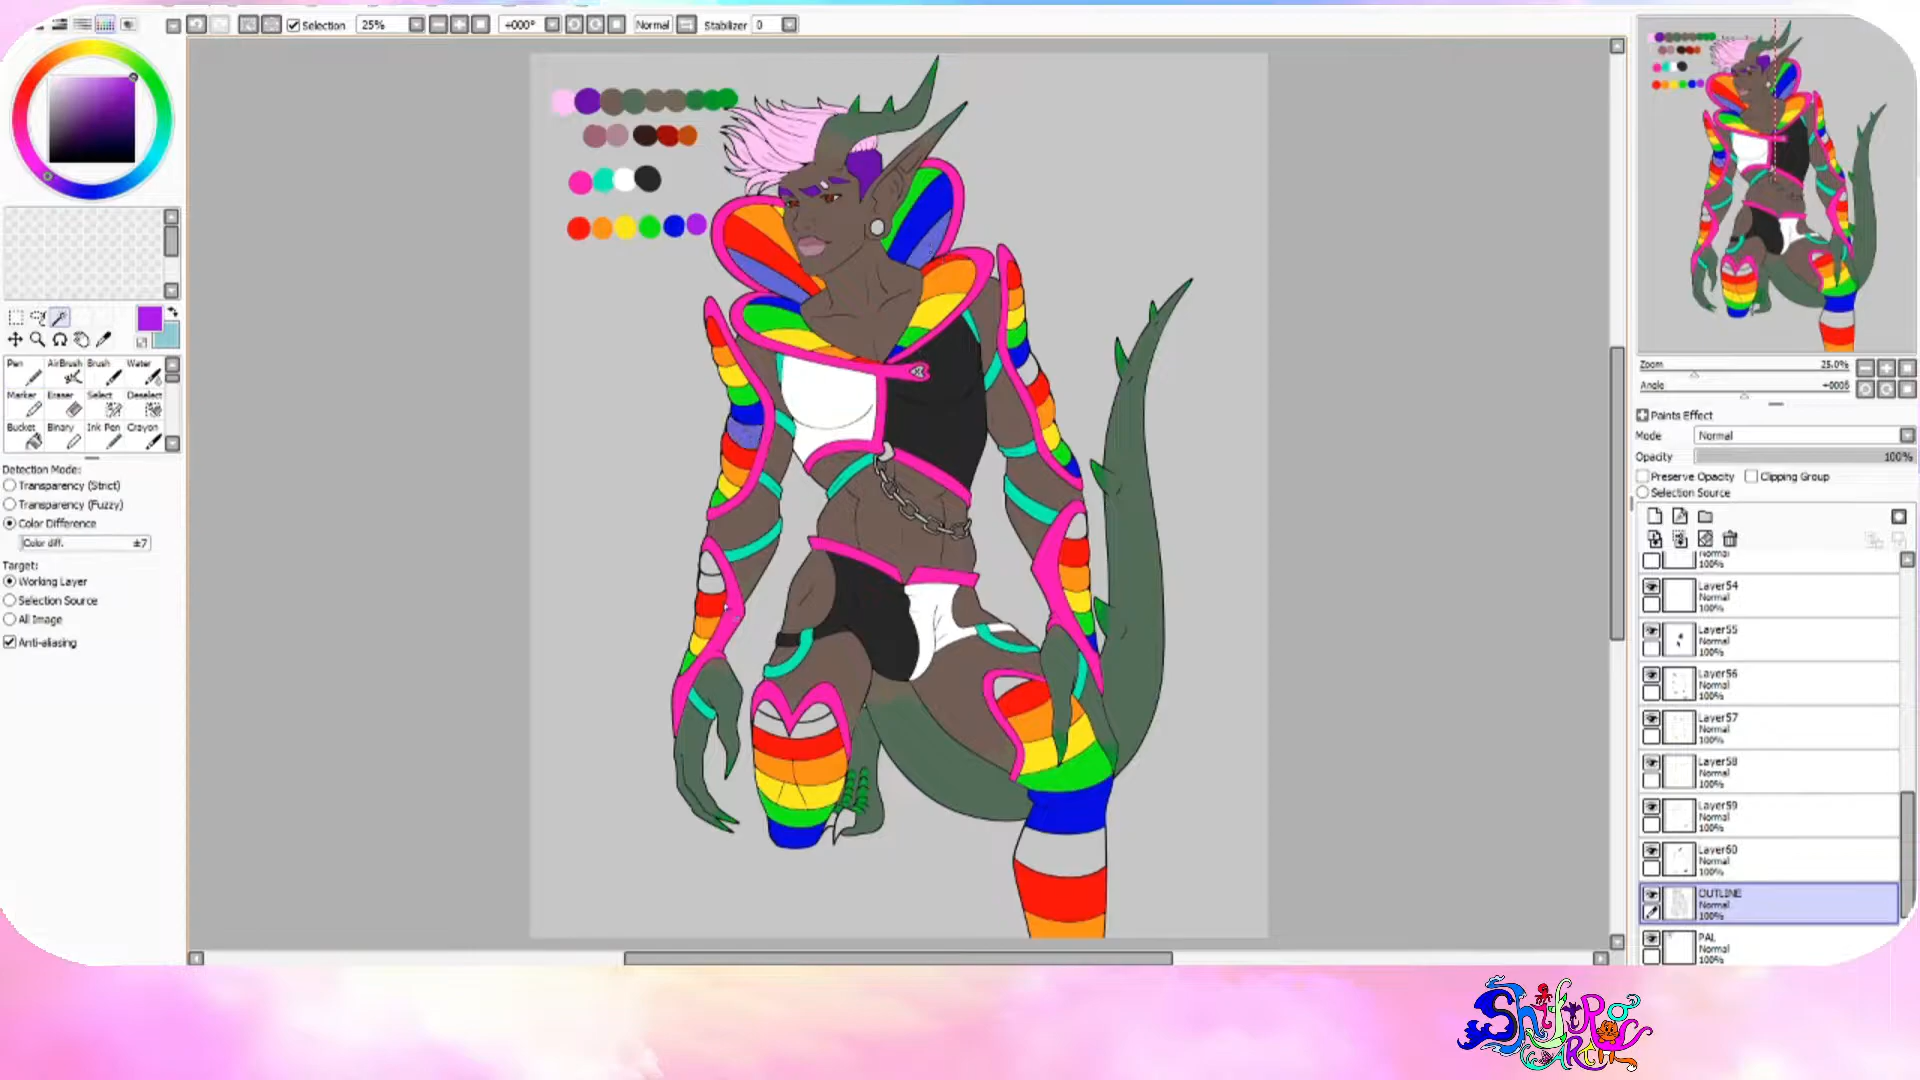 Selection 25% +000° Normal Stabilizer 0
Zoom 25.0%
Angle +000δ
Paints Effect
Mode Normal
Opacity 100%
Preserve Opacity Clipping Group
Selection Source
Pen AirBrush Brush Water
Marker Eraser Select Deselect
Bucket Binary Ink Pen Crayon
Detection Mode:
Transparency (Strict)
Transparency (Fuzzy)
Color Difference
Color diff. ±7
Target:
Working Layer
Selection Source
All Image
Anti-aliasing
Normal
100%
Layer54
Normal
100%
Layer55
Normal
100%
Layer56
Normal
100%
Layer57
Normal
100%
Layer58
Normal
100%
Layer59
Normal
100%
Layer60
Normal
100%
OUTLINE
Normal
100%
PAL
Normal
100%